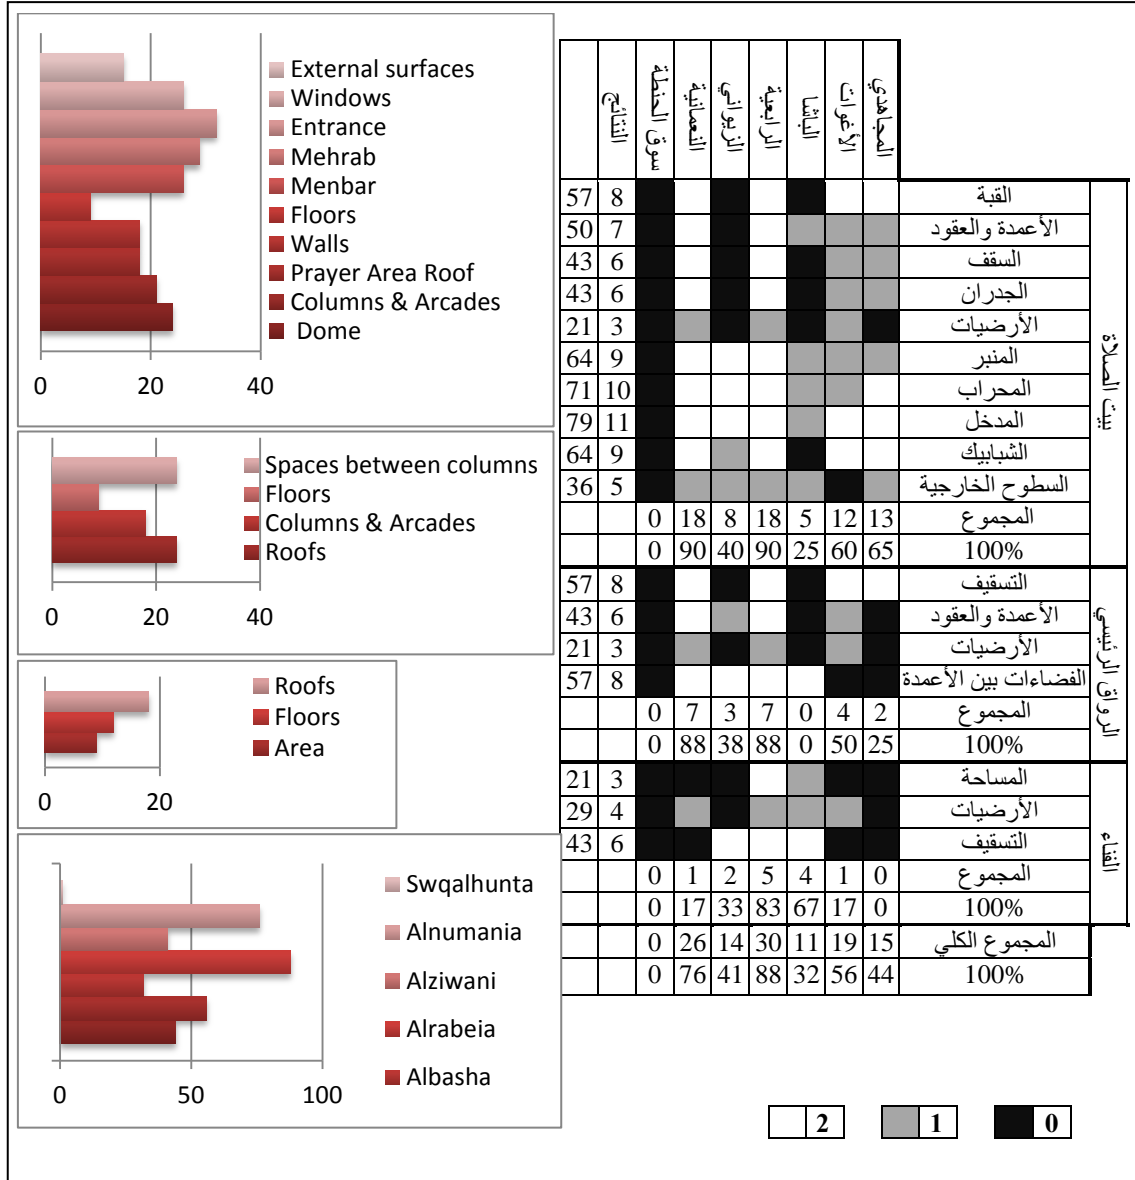 External surfaces
Windows
Entrance
Mehrab
Menbar
Floors
Walls
Prayer Area Roof
Columns & Arcades
Dome
0 20 40
Spaces between columns
Floors
Columns & Arcades
Roofs
0 20 40
Roofs
Floors
Area
0 20
Swqalhunta
Alnumania
Alziwani
Alrabeia
Albasha
0 50 100
المجاهدي
الأغوات
الباشا
الرابعية
الزيواني
النعمانية
سوق الحنطة
النتائج
بيت الصلاة
القبة 8 57
الأعمدة والعقود 7 50
السقف 6 43
الجدران 6 43
الأرضيات 3 21
المنبر 9 64
المحراب 10 71
المدخل 11 79
الشبابيك 9 64
السطوح الخارجية 5 36
المجموع 13 12 5 18 8 18 0
100% 65 60 25 90 40 90 0
الرواق الرئيسي
التسقيف 8 57
الأعمدة والعقود 6 43
الأرضيات 3 21
الفضاءات بين الأعمدة 8 57
المجموع 2 4 0 7 3 7 0
100% 25 50 0 88 38 88 0
الفناء
المساحة 3 21
الأرضيات 4 29
التسقيف 6 43
المجموع 0 1 4 5 2 1 0
100% 0 17 67 83 33 17 0
المجموع الكلي 15 19 11 30 14 26 0
100% 44 56 32 88 41 76 0
2 1 0